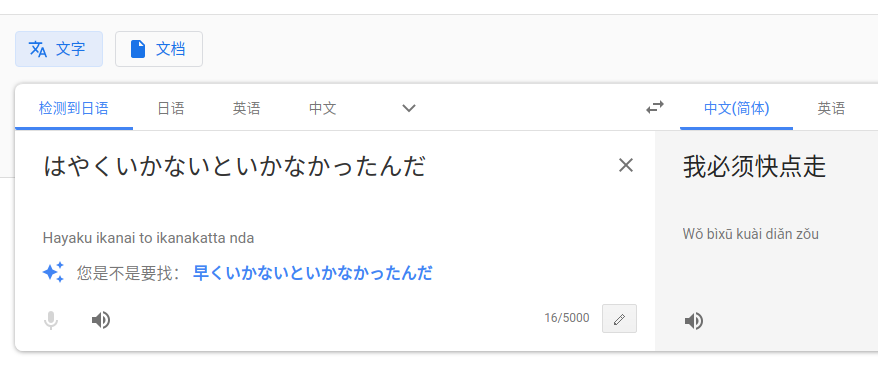 文字 文档
检测到日语 日语 英语 中文 中文(简体) 英语
はやくいかないといかなかったんだ
我必须快点走
Hayaku ikanai to ikanakatta nda
Wǒ bìxū kuài diǎn zǒu
您是不是要找： 早くいかないといかなかったんだ
16/5000